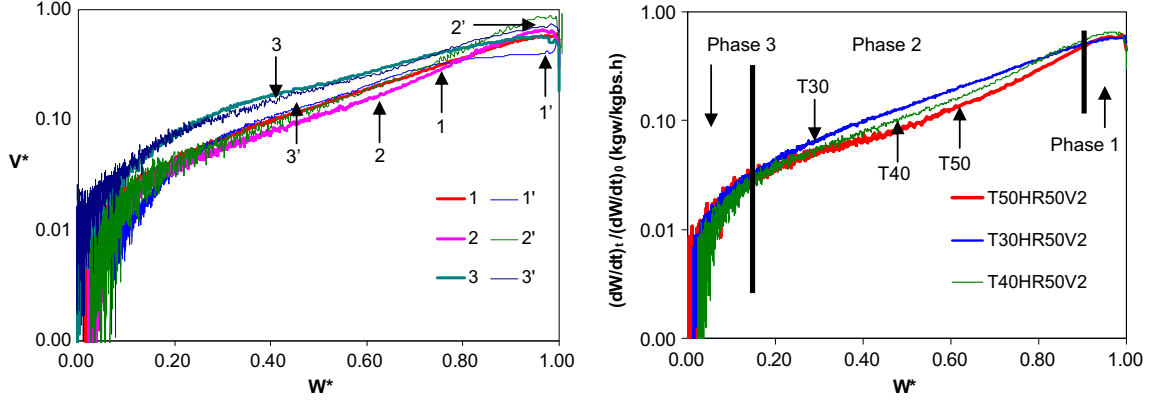 1.00
0.10
0.01
0.00
V*
0.00
0.20
0.40
0.60
0.80
1.00
W*
3
2'
1
1'
3'
2
1
1'
2
2'
3
3'
1.00
0.10
0.01
0.00
(dW/dt)t /(dW/dt)0 (kgw/kgbs.h)
0.00
0.20
0.40
0.60
0.80
1.00
W*
Phase 3
Phase 2
Phase 1
T30
T40
T50
T50HR50V2
T30HR50V2
T40HR50V2